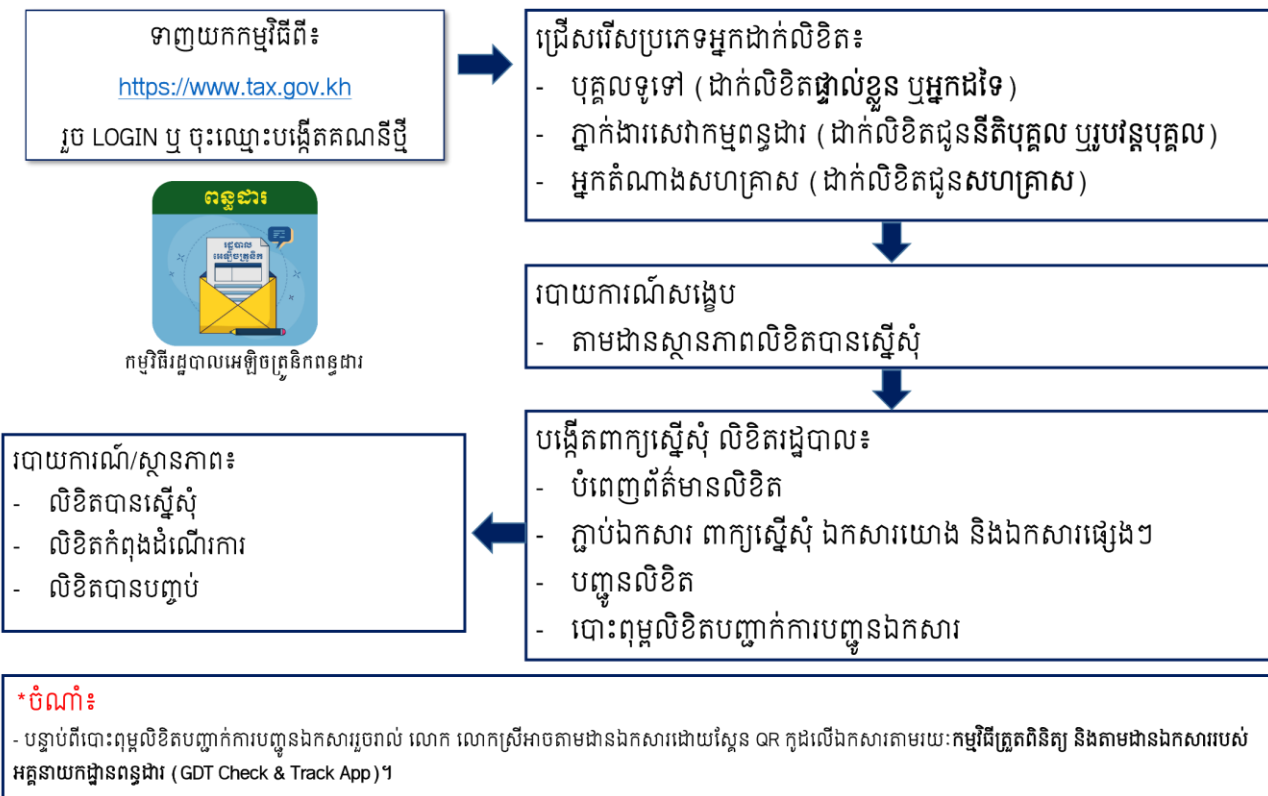 ទាញយកកម្មវិធីពី៖
https://www.tax.gov.kh
រួច LOGIN ឬ ចុះឈ្មោះបង្កើតគណនីថ្មី
ពន្ធដារ
រដ្ឋបាល
អេឡិចត្រូនិក
កម្មវិធីរដ្ឋបាលអេឡិចត្រូនិកពន្ធដារ
ជ្រើសរើសប្រភេទអ្នកដាក់លិខិត៖
- បុគ្គលទូទៅ (ដាក់លិខិតផ្ទាល់ខ្លួន ឬអ្នកដទៃ)
- ភ្នាក់ងារសេវាកម្មពន្ធដារ (ដាក់លិខិតជូននីតិបុគ្គល ឬរូបវន្តបុគ្គល)
- អ្នកតំណាងសហគ្រាស (ដាក់លិខិតជូនសហគ្រាស)
របាយការណ៍សង្ខេប
- តាមដានស្ថានភាពលិខិតបានស្នើសុំ
បង្កើតពាក្យស្នើសុំ លិខិតរដ្ឋបាល៖
- បំពេញព័ត៌មានលិខិត
- ភ្ជាប់ឯកសារ ពាក្យស្នើសុំ ឯកសារយោង និងឯកសារផ្សេងៗ
- បញ្ជូនលិខិត
- បោះពុម្ពលិខិតបញ្ជាក់ការបញ្ជូនឯកសារ
របាយការណ៍/ស្ថានភាព៖
- លិខិតបានស្នើសុំ
- លិខិតកំពុងដំណើរការ
- លិខិតបានបញ្ចប់
*ចំណាំ៖
- បន្ទាប់ពីបោះពុម្ពលិខិតបញ្ជាក់ការបញ្ជូនឯកសាររួចរាល់ លោក លោកស្រីអាចតាមដានឯកសារដោយស្កែន QR កូដលើឯកសារតាមរយៈកម្មវិធីត្រួតពិនិត្យ និងតាមដានឯកសាររបស់
អគ្គនាយកដ្ឋានពន្ធដារ (GDT Check & Track App)។